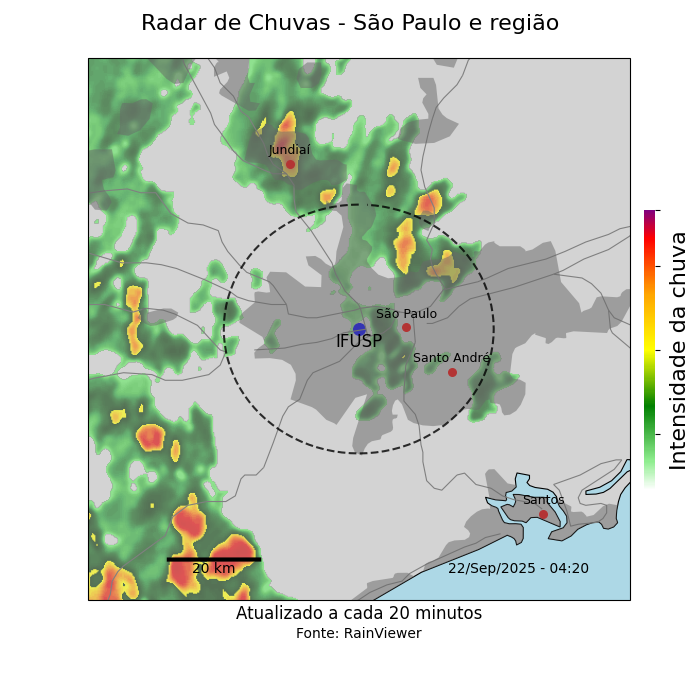 Radar de Chuvas - São Paulo e região
Jundiaí
São Paulo
IFUSP
Santo André
Santos
20 km
22/Sep/2025 - 04:20
Intensidade da chuva
Atualizado a cada 20 minutos
Fonte: RainViewer